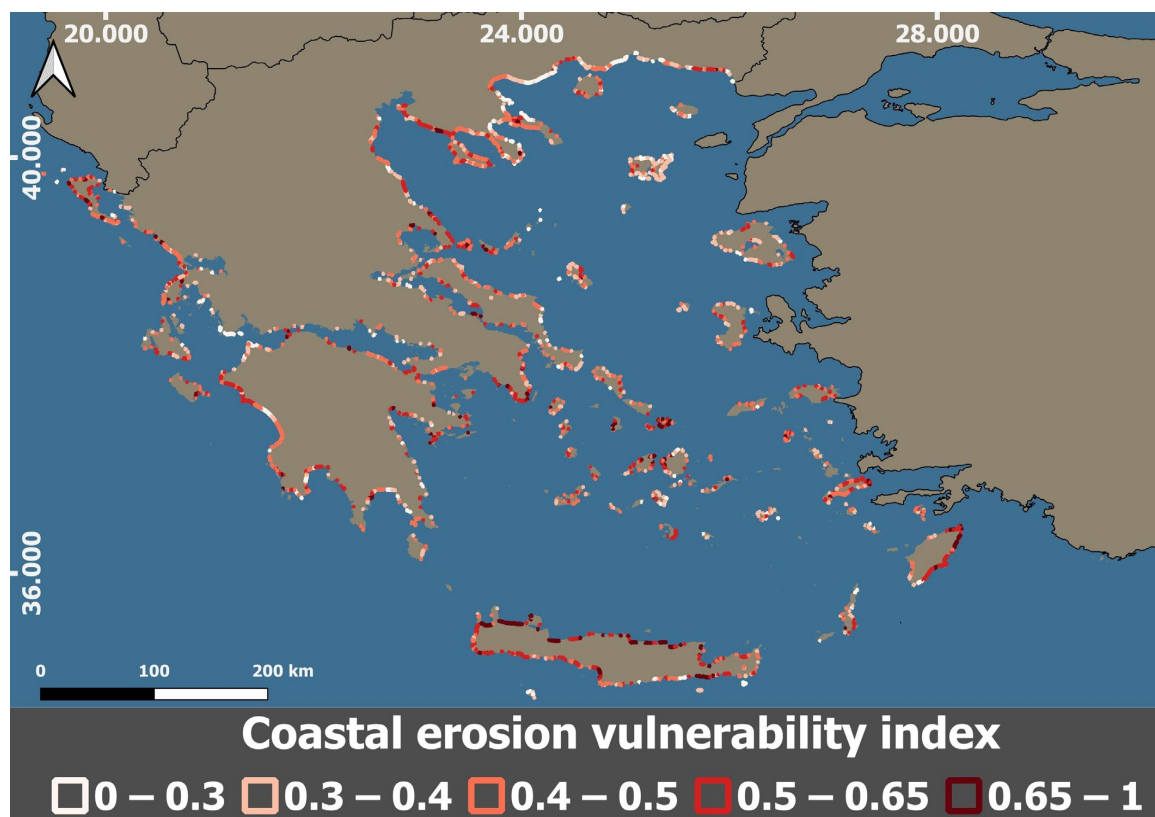 20.000 24.000 28.000
40.000
36.000
0 100 200 km
Coastal erosion vulnerability index
0 – 0.3 0.3 – 0.4 0.4 – 0.5 0.5 – 0.65 0.65 – 1